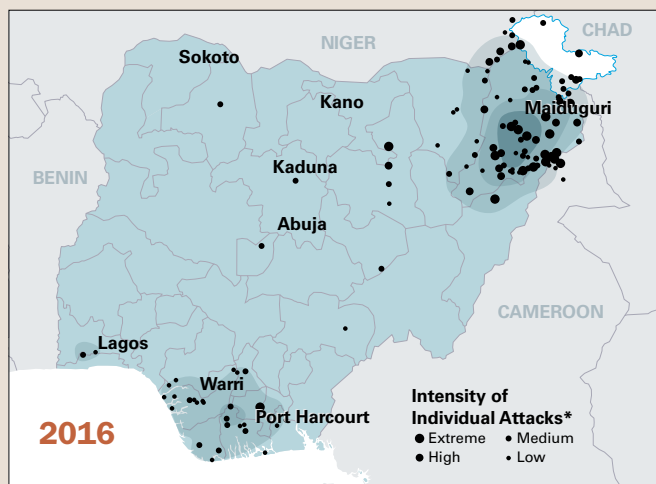 NIGER
CHAD
Sokoto
Kano
Maiduguri
BENIN
Kaduna
Abuja
CAMEROON
Lagos
Warri
Port Harcourt
2016
Intensity of
Individual Attacks*
Extreme
Medium
High
Low